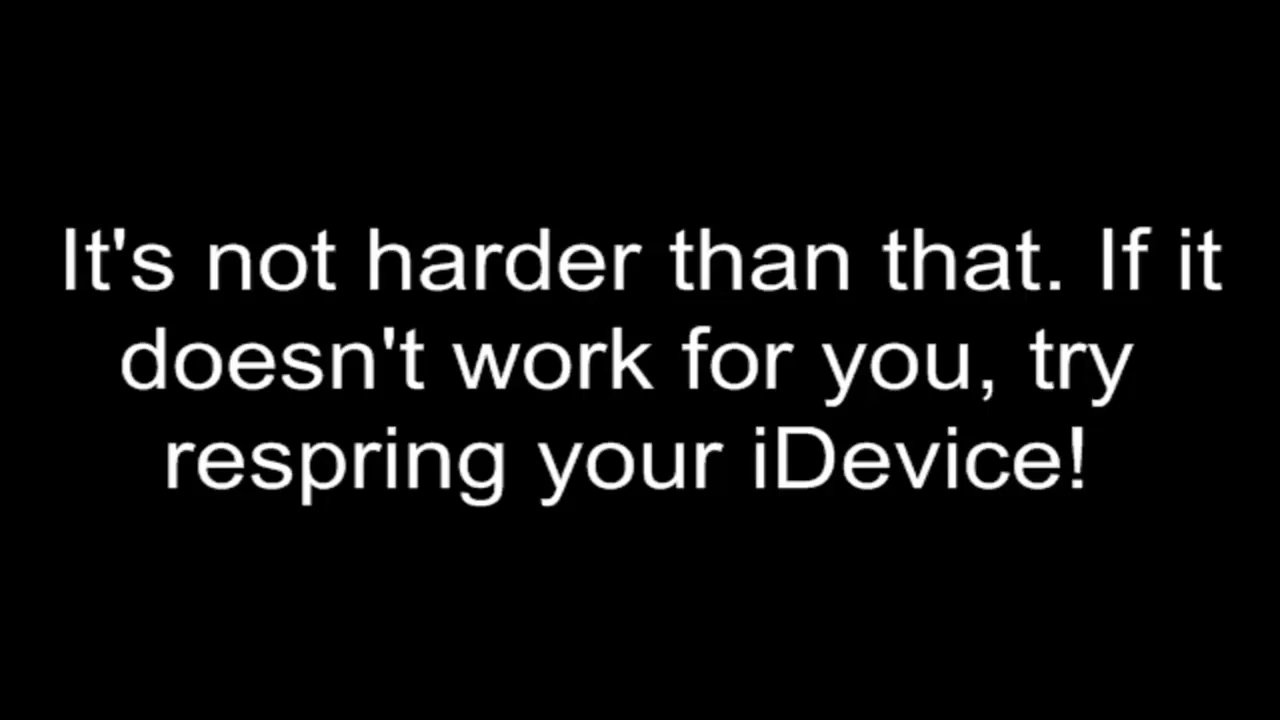 It's not harder than that. If it
doesn't work for you, try
respring your iDevice!